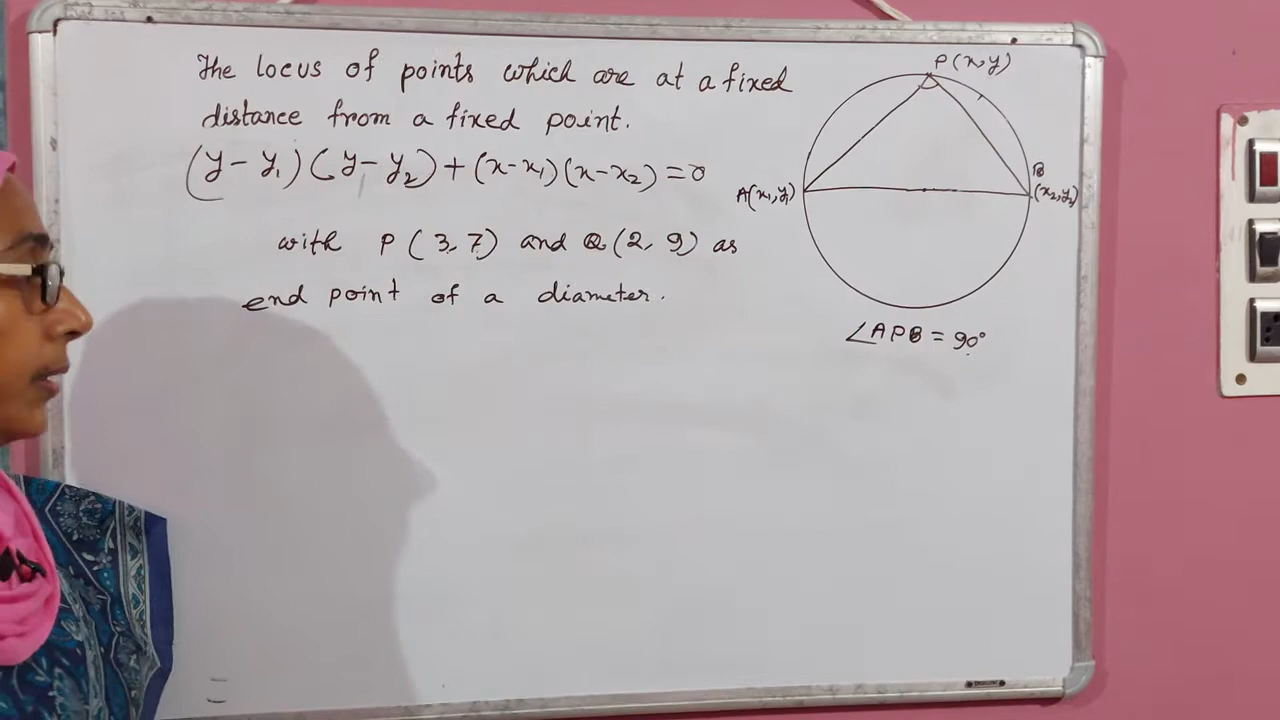 The locus of points which are at a fixed
distance from a fixed point.
(y-y₁)(y-y₂)+(x-x₁)(x-x₂)=0
with P(3,7) and Q(2,9) as
end point of a diameter.
P(x,y)
A(x₁,y₁)
B
(x₂,y₂)
∠APB=90°